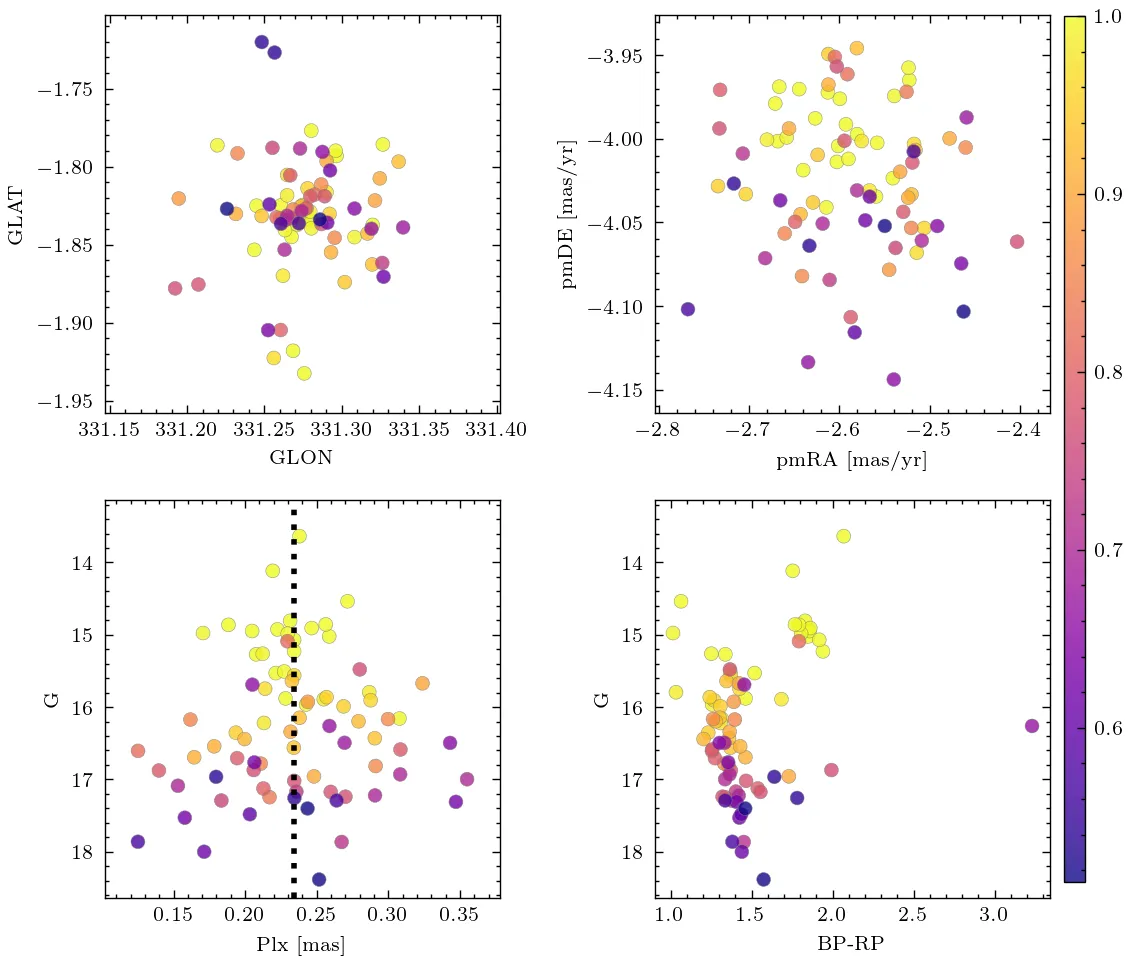 −1.75
−1.80
−1.85
−1.90
−1.95
GLAT
331.15 331.20 331.25 331.30 331.35 331.40
GLON
−3.95
−4.00
−4.05
−4.10
−4.15
pmDE [mas/yr]
−2.8 −2.7 −2.6 −2.5 −2.4
pmRA [mas/yr]
14
15
16
17
18
G
0.15 0.20 0.25 0.30 0.35
Plx [mas]
14
15
16
17
18
G
1.0 1.5 2.0 2.5 3.0
BP-RP
1.0
0.9
0.8
0.7
0.6